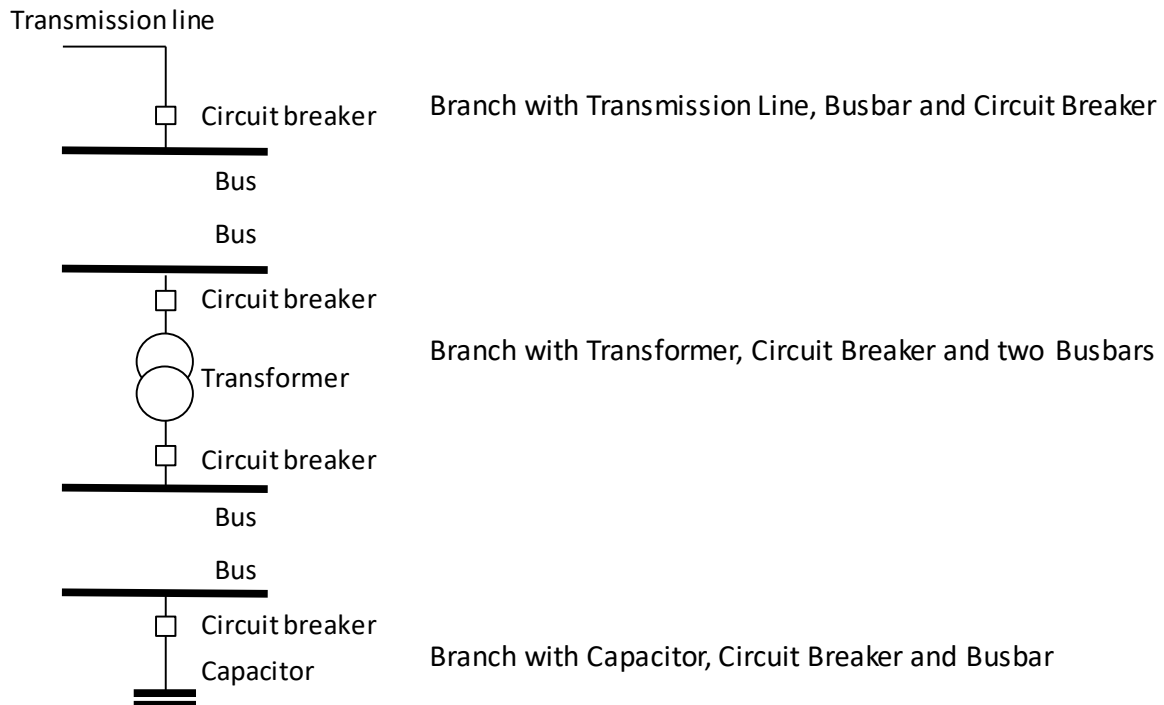 Transmission line
Circuit breaker
Branch with Transmission Line, Busbar and Circuit Breaker
Bus
Bus
Circuit breaker
Branch with Transformer, Circuit Breaker and two Busbars
Transformer
Circuit breaker
Bus
Bus
Circuit breaker
Branch with Capacitor, Circuit Breaker and Busbar
Capacitor